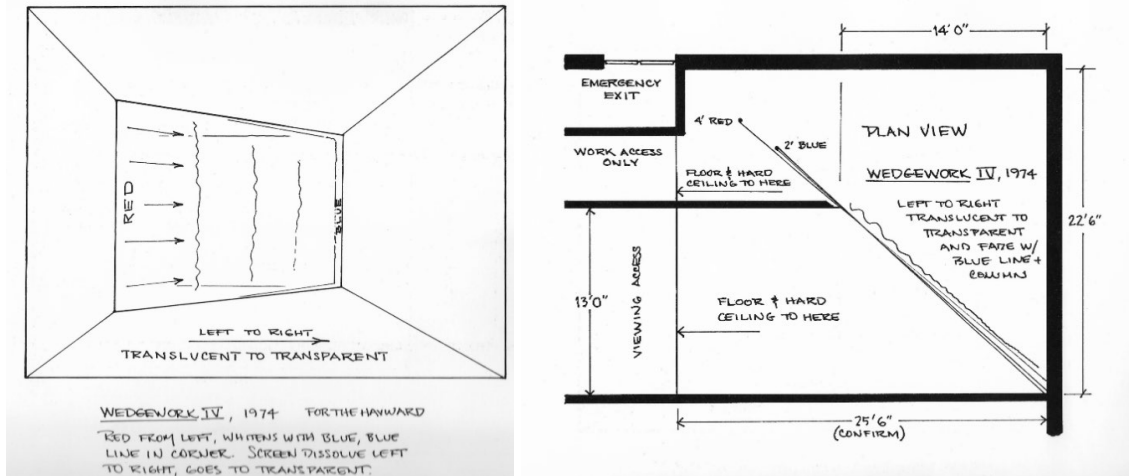 RED
BLUE
LEFT TO RIGHT
TRANSLUCENT TO TRANSPARENT
WEDGEWORK IV, 1974 FOR THE HAYWARD
RED FROM LEFT, WHITENS WITH BLUE, BLUE
LINE IN CORNER. SCREEN DISSOLVE LEFT
TO RIGHT, GOES TO TRANSPARENT.
14'0"
EMERGENCY
EXIT
4' RED
2' BLUE
PLAN VIEW
WORK ACCESS
ONLY
FLOOR & HARD
CEILING TO HERE
WEDGEWORK IV, 1974
LEFT TO RIGHT
TRANSLUCENT TO
TRANSPARENT
AND FADE W/
BLUE LINE +
COLUMN
22'6"
13'0"
VIEWING ACCESS
FLOOR & HARD
CEILING TO HERE
25'6"
(CONFIRM)